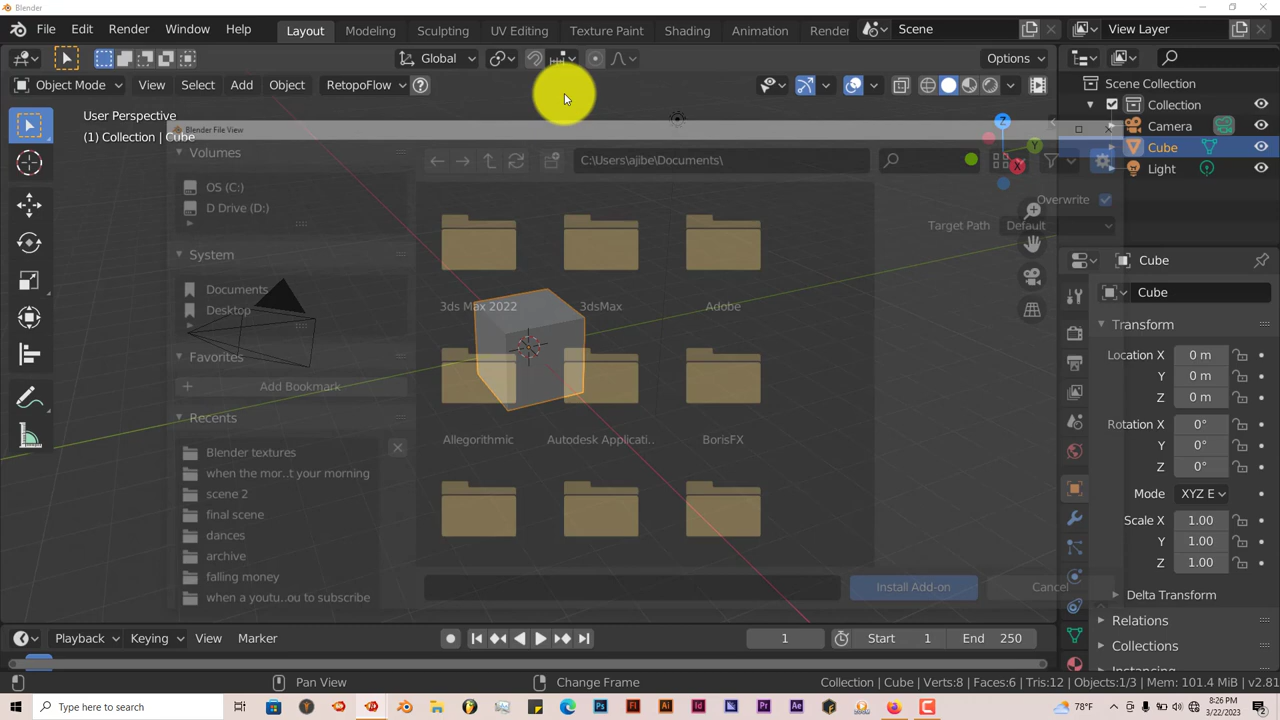 Blender
File Edit Render Window Help Layout Modeling Sculpting UV Editing Texture Paint Shading Animation Render Scene View Layer
Global Options
Object Mode View Select Add Object RetopoFlow
Scene Collection
Collection
Camera
Cube
Light
User Perspective
(1) Collection | Cube
Blender File View
Volumes
OS (C:)
D Drive (D:)
System
Documents
Desktop
Favorites
Add Bookmark
Recents
Blender textures
when the mor..t your morning
scene 2
final scene
dances
archive
falling money
when a youtu..ou to subscribe
C:\Users\ajibe\Documents\
3ds Max 2022 3dsMax Adobe
Allegorithmic Autodesk Applicati.. BorisFX
Install Add-on Cancel
Overwrite
Target Path Default
Z
Y
X
Cube
Cube
Transform
Location X 0 m
Y 0 m
Z 0 m
Rotation X 0°
Y 0°
Z 0°
Mode XYZ E
Scale X 1.00
Y 1.00
Z 1.00
Delta Transform
Relations
Collections
Playback Keying View Marker 1 Start 1 End 250
Pan View Change Frame Collection | Cube | Verts:8 | Faces:6 | Tris:12 | Objects:1/3 | Mem: 101.4 MiB | v2.81
Type here to search
78°F
8:26 PM
3/22/2023